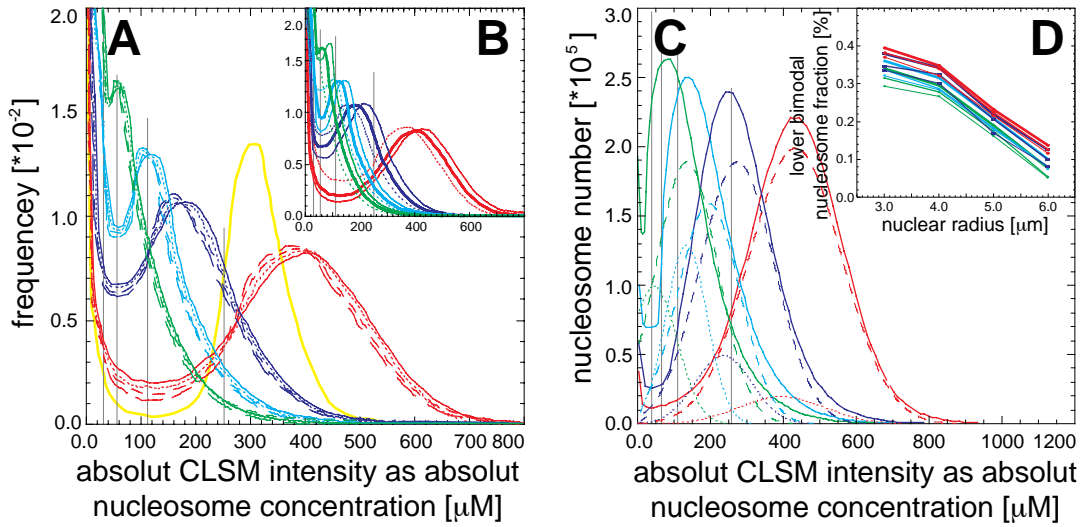 A
2.0
1.5
1.0
0.5
0.0
0.0 100 200 300 400 500 600 700 800
frequencey [*10-2]
absolut CLSM intensity as absolut
nucleosome concentration [µM]
B
2.0
1.5
1.0
0.5
0.0
0.0 200 400 600
C
3.0
2.5
2.0
1.5
1.0
0.5
0.0
0.0 200 400 600 800 1000 1200
nucleosome number [*10^5]
absolut CLSM intensity as absolut
nucleosome concentration [µM]
D
lower bimodal
nucleosome fraction [%]
0.4
0.3
0.2
0.1
0.0
3.0 4.0 5.0 6.0
nuclear radius [µm]